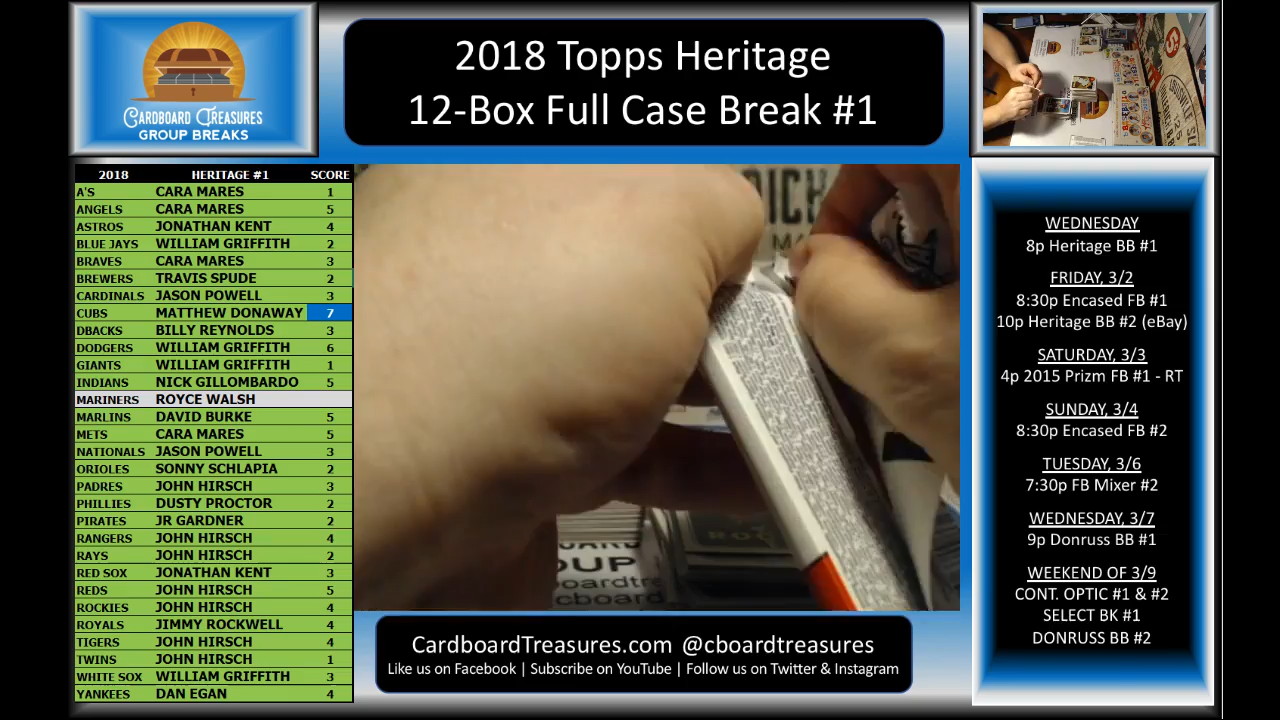 CARDBOARD TREASURES
GROUP BREAKS
2018 Topps Heritage
12-Box Full Case Break #1
2018 HERITAGE #1 SCORE
A'S CARA MARES 1
ANGELS CARA MARES 5
ASTROS JONATHAN KENT 4
BLUE JAYS WILLIAM GRIFFITH 2
BRAVES CARA MARES 3
BREWERS TRAVIS SPUDE 2
CARDINALS JASON POWELL 3
CUBS MATTHEW DONAWAY 7
DBACKS BILLY REYNOLDS 3
DODGERS WILLIAM GRIFFITH 6
GIANTS WILLIAM GRIFFITH 1
INDIANS NICK GILLOMBARDO 5
MARINERS ROYCE WALSH
MARLINS DAVID BURKE 5
METS CARA MARES 5
NATIONALS JASON POWELL 3
ORIOLES SONNY SCHLAPIA 2
PADRES JOHN HIRSCH 3
PHILLIES DUSTY PROCTOR 2
PIRATES JR GARDNER 2
RANGERS JOHN HIRSCH 4
RAYS JOHN HIRSCH 2
RED SOX JONATHAN KENT 3
REDS JOHN HIRSCH 5
ROCKIES JOHN HIRSCH 4
ROYALS JIMMY ROCKWELL 4
TIGERS JOHN HIRSCH 4
TWINS JOHN HIRSCH 1
WHITE SOX WILLIAM GRIFFITH 3
YANKEES DAN EGAN 4
WEDNESDAY
8p Heritage BB #1
FRIDAY, 3/2
8:30p Encased FB #1
10p Heritage BB #2 (eBay)
SATURDAY, 3/3
4p 2015 Prizm FB #1 - RT
SUNDAY, 3/4
8:30p Encased FB #2
TUESDAY, 3/6
7:30p FB Mixer #2
WEDNESDAY, 3/7
9p Donruss BB #1
WEEKEND OF 3/9
CONT. OPTIC #1 & #2
SELECT BK #1
DONRUSS BB #2
CardboardTreasures.com @cboardtreasures
Like us on Facebook | Subscribe on YouTube | Follow us on Twitter & Instagram